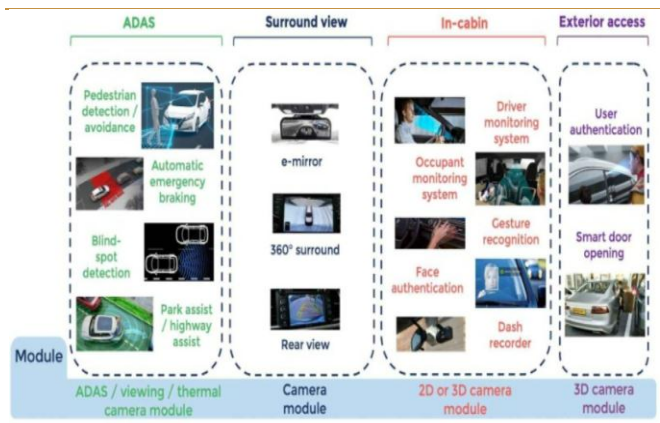 ADAS
Surround view
In-cabin
Exterior access
Pedestrian
detection /
avoidance
Automatic
emergency
braking
Blind-
spot
detection
Park assist
/ highway
assist
e-mirror
360° surround
Rear view
Driver
monitoring
system
Occupant
monitoring
system
Gesture
recognition
Face
authentication
Dash
recorder
User
authentication
Smart door
opening
Module
ADAS / viewing / thermal
camera module
Camera
module
2D or 3D camera
module
3D camera
module